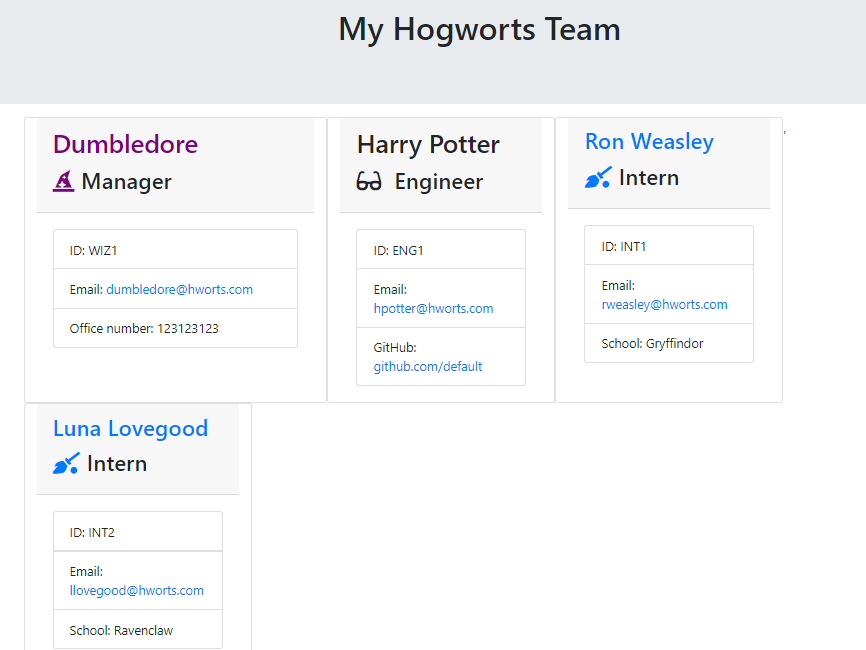 My Hogworts Team
Dumbledore
Manager
ID: WIZ1
Email: dumbledore@hworts.com
Office number: 123123123
Harry Potter
Engineer
ID: ENG1
Email:
hpotter@hworts.com
GitHub:
github.com/default
Ron Weasley
Intern
ID: INT1
Email:
rweasley@hworts.com
School: Gryffindor
,
Luna Lovegood
Intern
ID: INT2
Email:
llovegood@hworts.com
School: Ravenclaw